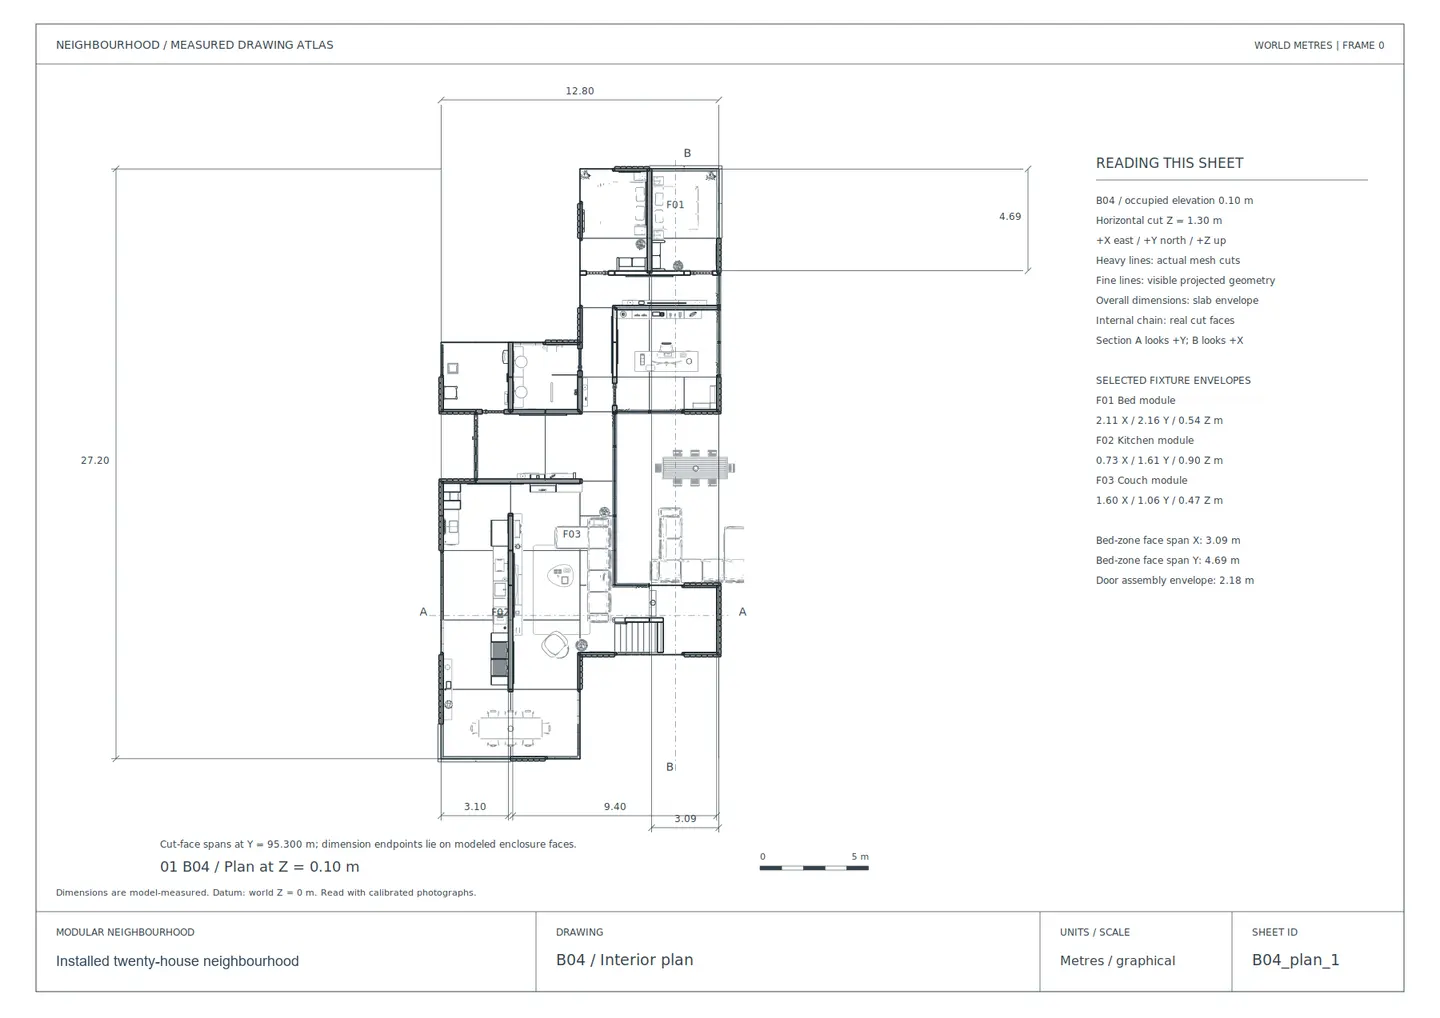 NEIGHBOURHOOD / MEASURED DRAWING ATLAS
WORLD METRES | FRAME 0
12.80
B
READING THIS SHEET
B04 / occupied elevation 0.10 m
Horizontal cut Z = 1.30 m
+X east / +Y north / +Z up
Heavy lines: actual mesh cuts
Fine lines: visible projected geometry
Overall dimensions: slab envelope
Internal chain: real cut faces
Section A looks +Y; B looks +X
SELECTED FIXTURE ENVELOPES
F01 Bed module
2.11 X / 2.16 Y / 0.54 Z m
F02 Kitchen module
0.73 X / 1.61 Y / 0.90 Z m
F03 Couch module
1.60 X / 1.06 Y / 0.47 Z m
Bed-zone face span X: 3.09 m
Bed-zone face span Y: 4.69 m
Door assembly envelope: 2.18 m
F01
4.69
27.20
F03
A
F02
A
B
3.10
9.40
3.09
Cut-face spans at Y = 95.300 m; dimension endpoints lie on modeled enclosure faces.
01 B04 / Plan at Z = 0.10 m
0
5 m
Dimensions are model-measured. Datum: world Z = 0 m. Read with calibrated photographs.
MODULAR NEIGHBOURHOOD
Installed twenty-house neighbourhood
DRAWING
B04 / Interior plan
UNITS / SCALE
Metres / graphical
SHEET ID
B04_plan_1